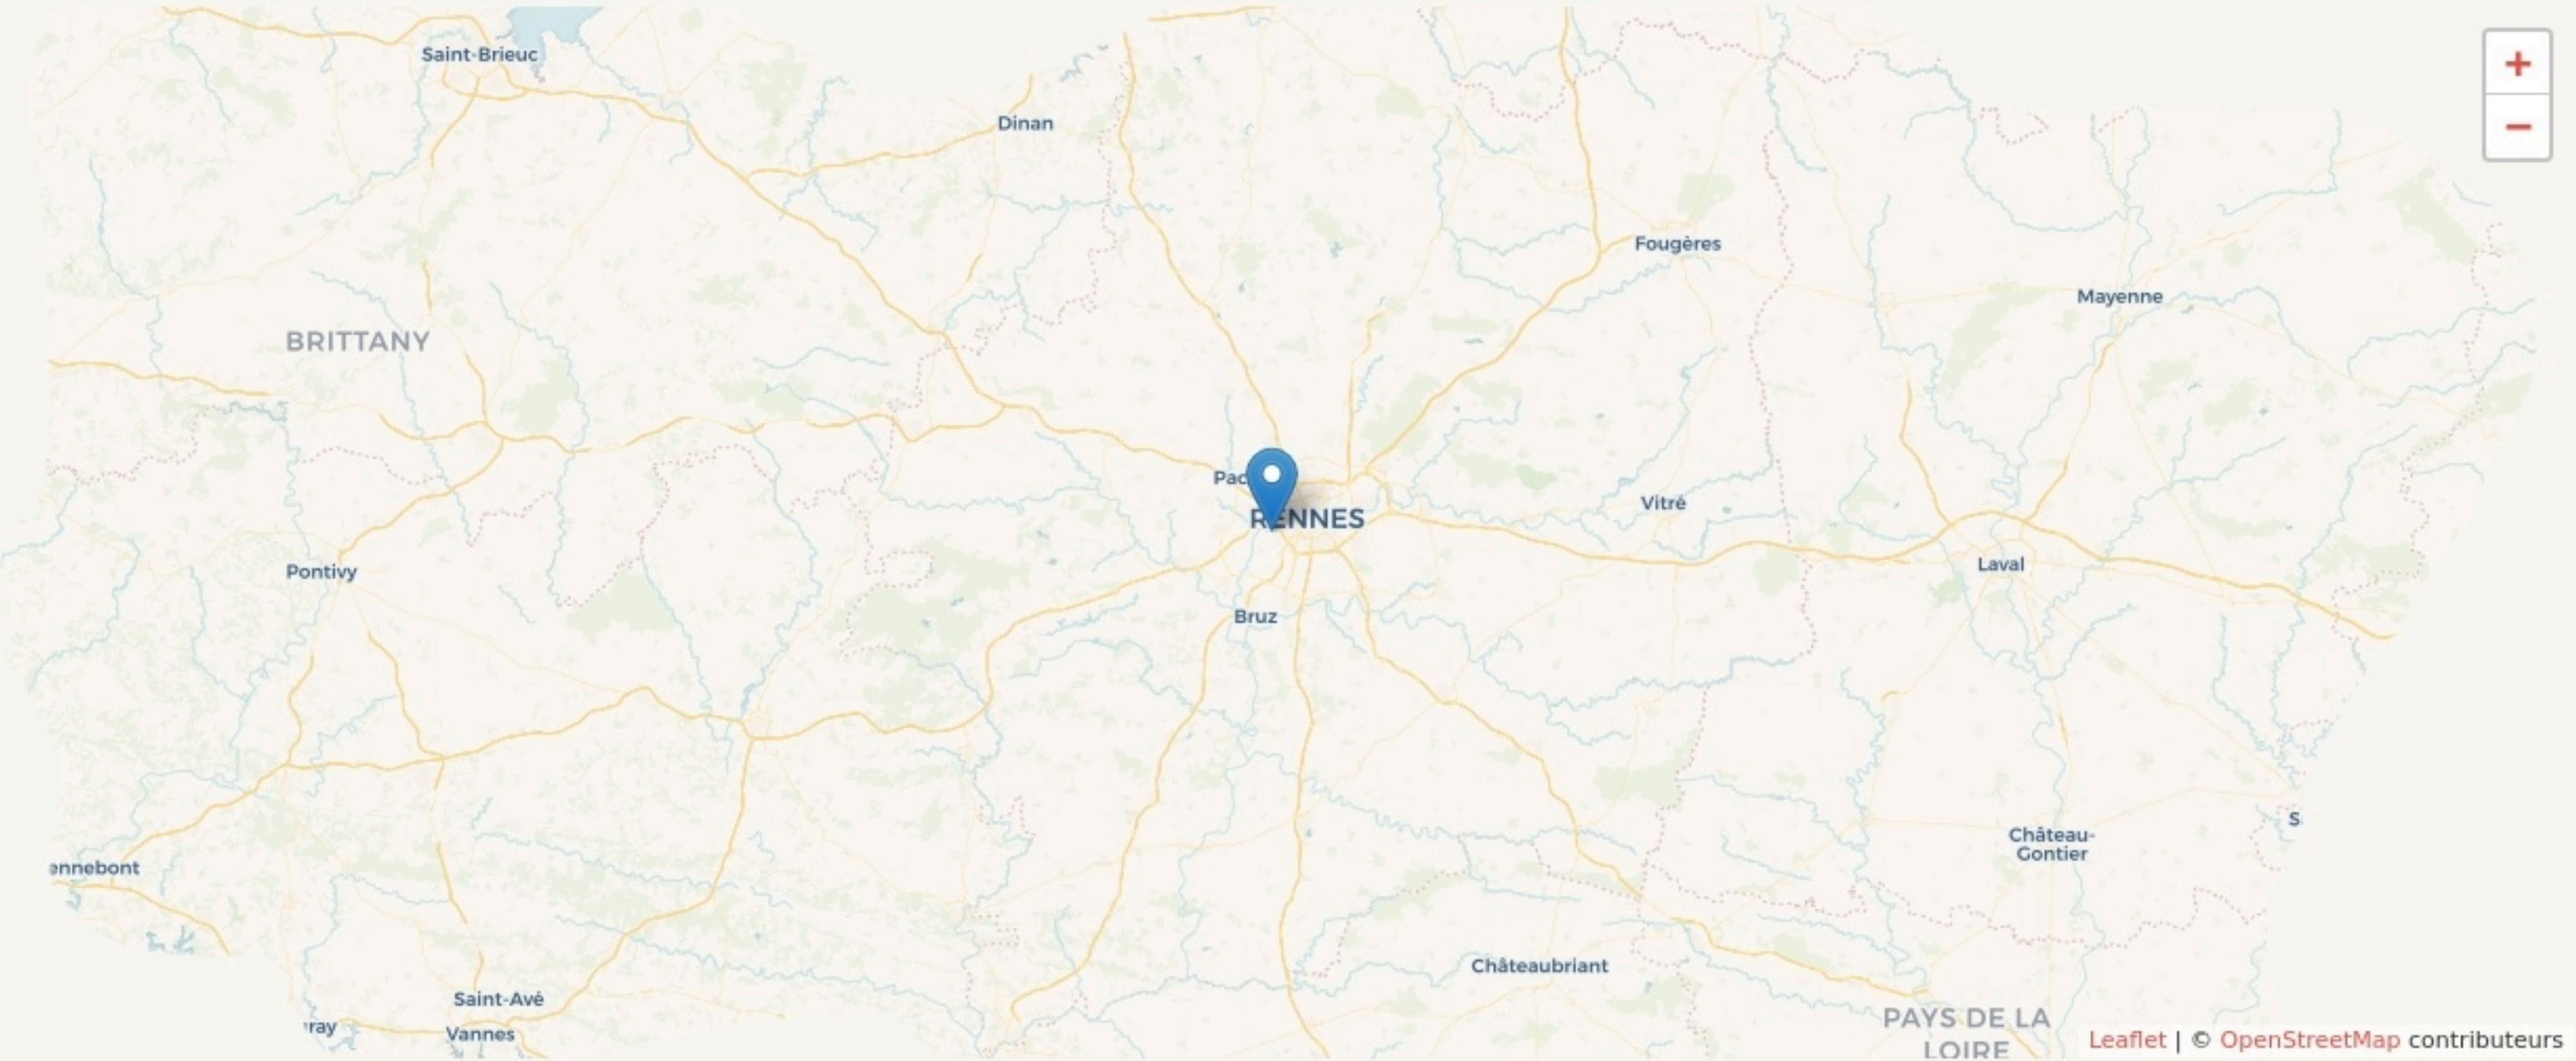 Saint-Brieuc
+
−
Dinan
Fougères
Mayenne
BRITTANY
Pac
RENNES
Vitré
Laval
Pontivy
Bruz
S
Château-
Gontier
ennebont
Châteaubriant
Saint-Avé
ray
Vannes
PAYS DE LA
LOIRE
Leaflet | © OpenStreetMap contributeurs